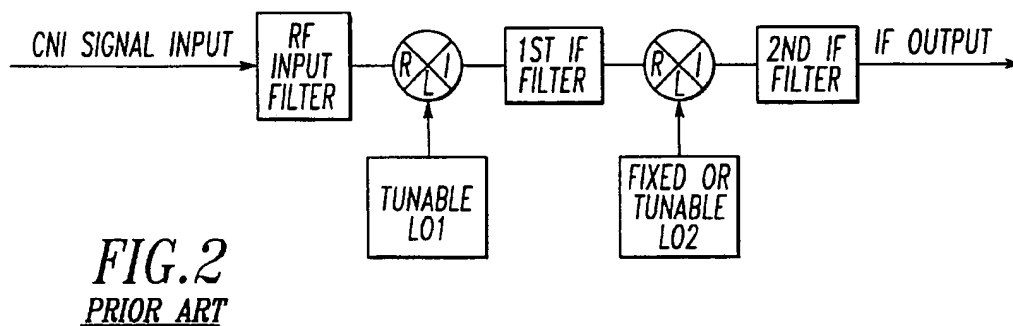 CNI SIGNAL INPUT
RF
INPUT
FILTER
R
L
I
1ST IF
FILTER
R
L
I
2ND IF
FILTER
IF OUTPUT
TUNABLE
LO1
FIXED OR
TUNABLE
LO2
FIG.2
PRIOR ART